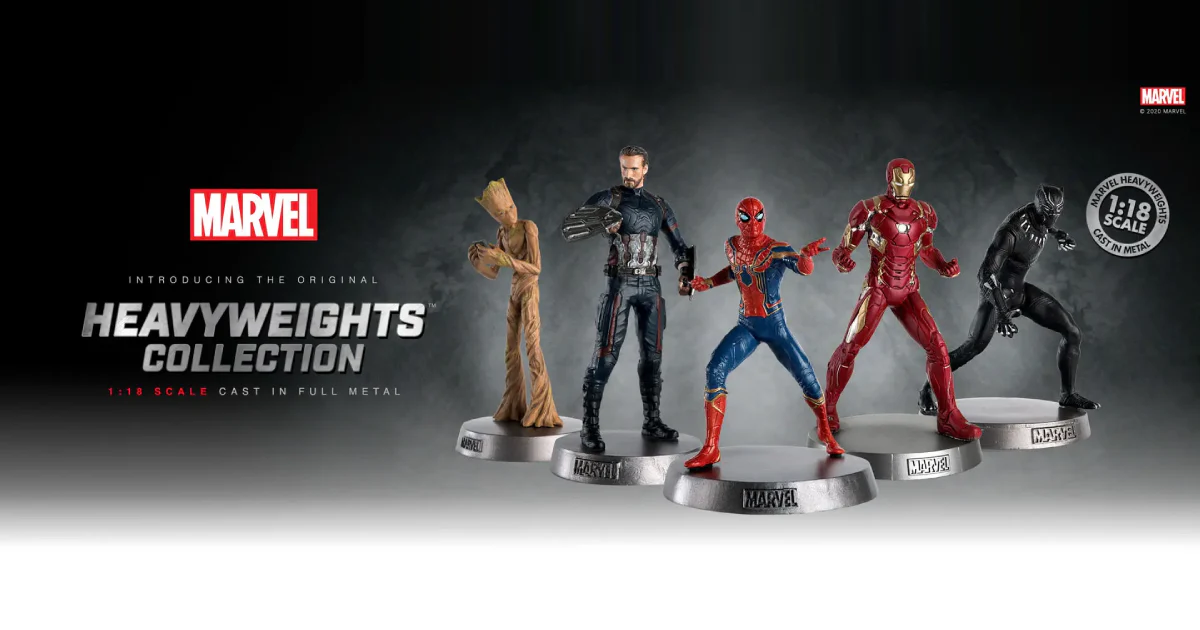 MARVEL
INTRODUCING THE ORIGINAL
HEAVYWEIGHTS™
COLLECTION
1:18 SCALE CAST IN FULL METAL
MARVEL
MARVEL
MARVEL
MARVEL
MARVEL
MARVEL
© 2020 MARVEL
MARVEL HEAVYWEIGHTS
1:18
SCALE
CAST IN METAL